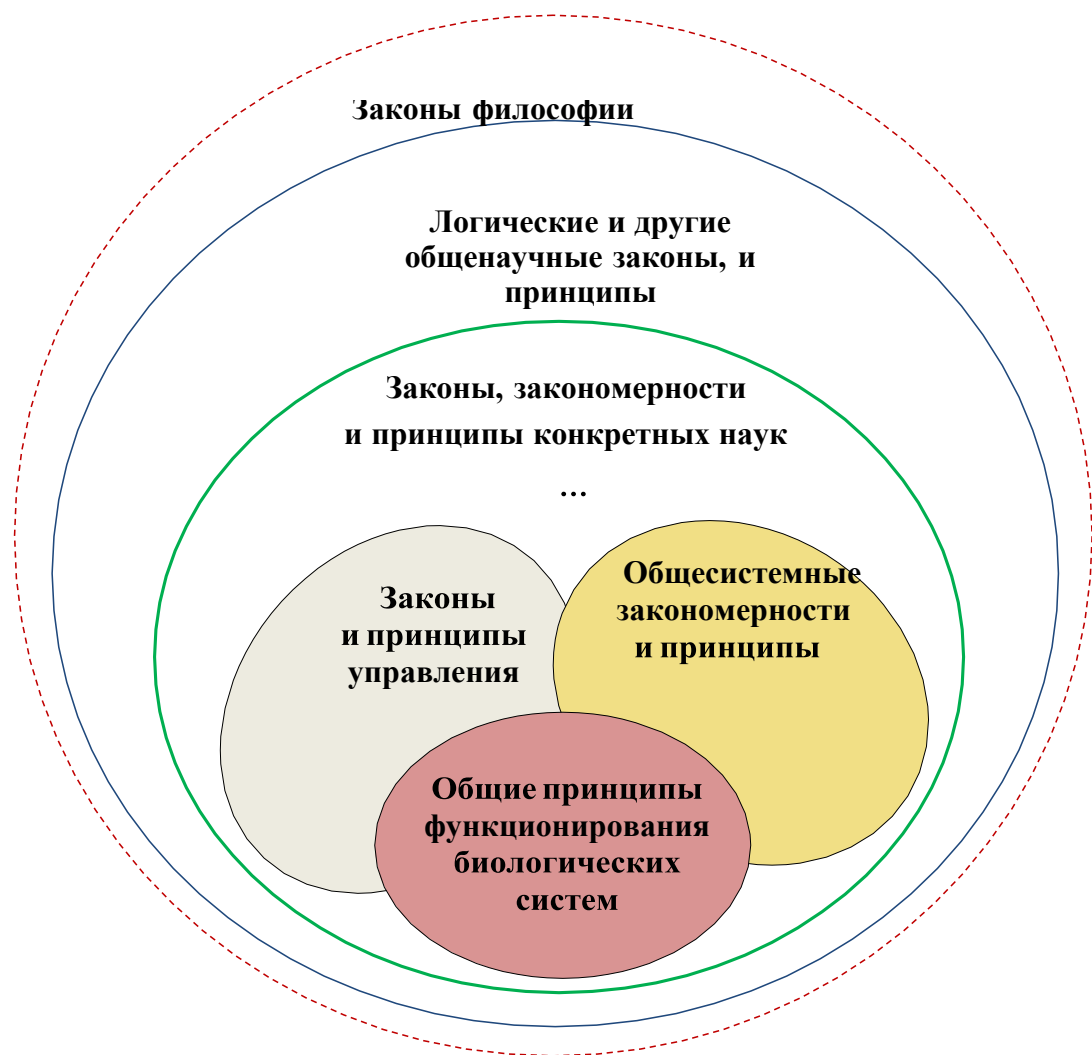 Законы философии
Логические и другие
общенаучные законы, и
принципы
Законы, закономерности
и принципы конкретных наук
...
Законы
и принципы
управления
Общесистемные
закономерности
и принципы
Общие принципы
функционирования
биологических
систем